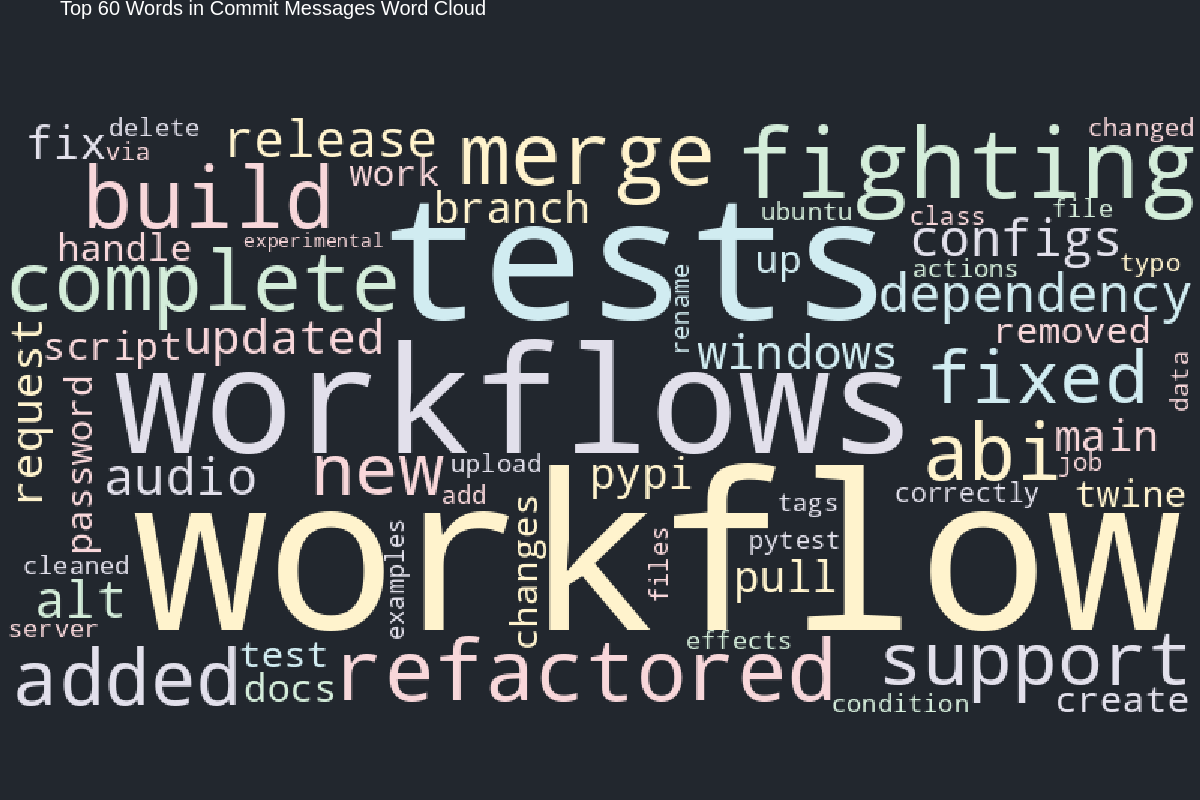 Top 60 Words in Commit Messages Word Cloud
fix
delete
via
release
merge
fighting
changed
build
work
branch
ubuntu
class
file
handle
experimental
tests
up
configs
actions
typo
complete
rename
dependency
request
script
updated
windows
removed
workflows
fixed
data
password
audio
new
upload
add
pypi
abi
main
job
correctly
twine
workflow
tags
pytest
pull
examples
changes
files
cleaned
alt
server
added
test
docs
refactored
effects
support
condition
create